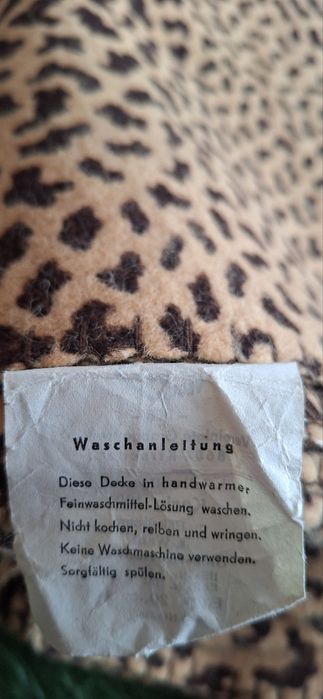 Waschanleitung
Diese Decke in handwarmer
Feinwaschmittel-Lösung waschen.
Nicht kochen, reiben und wringen.
Keine Waschmaschine verwenden.
Sorgfältig spülen.